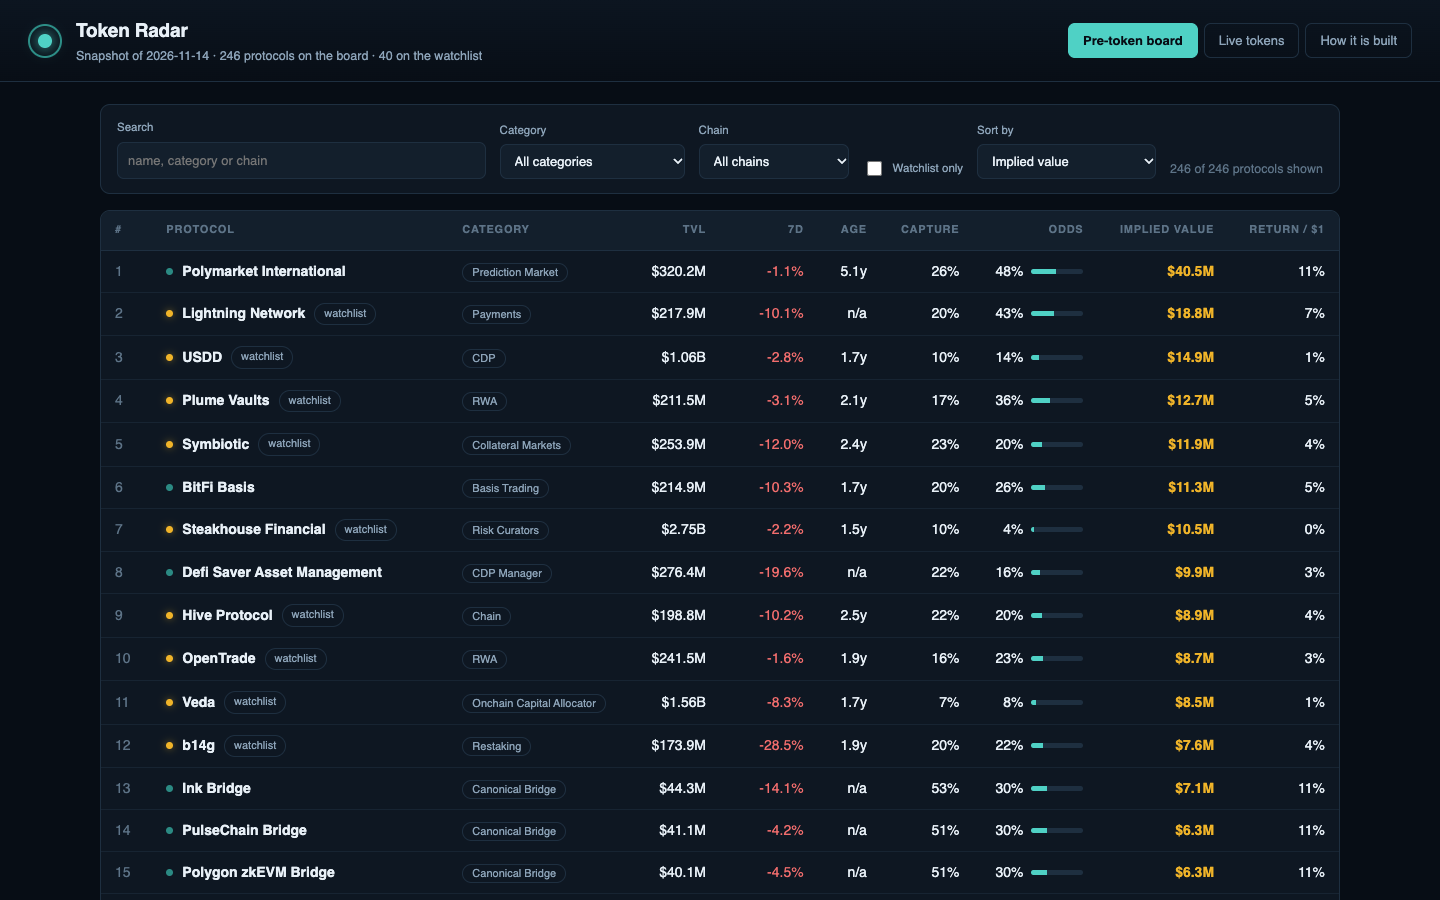 Token Radar
Snapshot of 2026-11-14 · 246 protocols on the board · 40 on the watchlist
Pre-token board
Live tokens
How it is built
Search
name, category or chain
Category
All categories
Chain
All chains
Watchlist only
Sort by
Implied value
246 of 246 protocols shown
# PROTOCOL CATEGORY TVL 7D AGE CAPTURE ODDS IMPLIED VALUE RETURN / $1
1 Polymarket International Prediction Market $320.2M -1.1% 5.1y 26% 48% $40.5M 11%
2 Lightning Network watchlist Payments $217.9M -10.1% n/a 20% 43% $18.8M 7%
3 USDD watchlist CDP $1.06B -2.8% 1.7y 10% 14% $14.9M 1%
4 Plume Vaults watchlist RWA $211.5M -3.1% 2.1y 17% 36% $12.7M 5%
5 Symbiotic watchlist Collateral Markets $253.9M -12.0% 2.4y 23% 20% $11.9M 4%
6 BitFi Basis Basis Trading $214.9M -10.3% 1.7y 20% 26% $11.3M 5%
7 Steakhouse Financial watchlist Risk Curators $2.75B -2.2% 1.5y 10% 4% $10.5M 0%
8 Defi Saver Asset Management CDP Manager $276.4M -19.6% n/a 22% 16% $9.9M 3%
9 Hive Protocol watchlist Chain $198.8M -10.2% 2.5y 22% 20% $8.9M 4%
10 OpenTrade watchlist RWA $241.5M -1.6% 1.9y 16% 23% $8.7M 3%
11 Veda watchlist Onchain Capital Allocator $1.56B -8.3% 1.7y 7% 8% $8.5M 1%
12 b14g watchlist Restaking $173.9M -28.5% 1.9y 20% 22% $7.6M 4%
13 Ink Bridge Canonical Bridge $44.3M -14.1% n/a 53% 30% $7.1M 11%
14 PulseChain Bridge Canonical Bridge $41.1M -4.2% n/a 51% 30% $6.3M 11%
15 Polygon zkEVM Bridge Canonical Bridge $40.1M -4.5% n/a 51% 30% $6.3M 11%